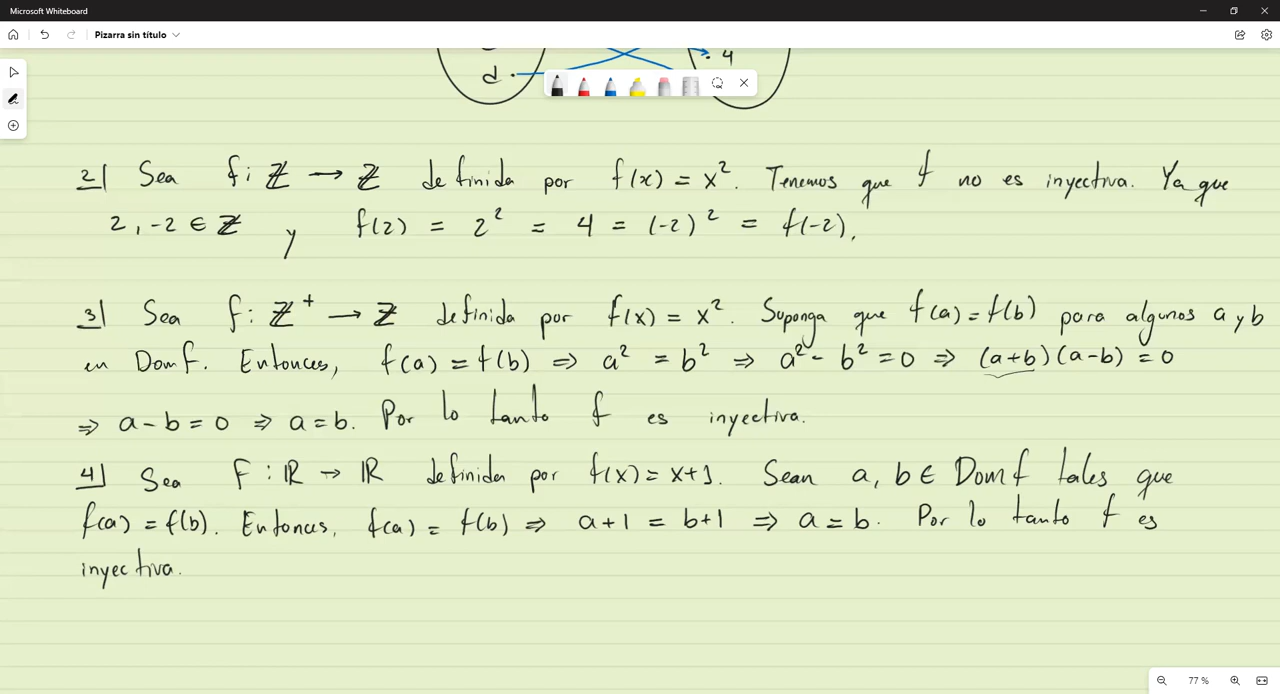 Microsoft Whiteboard
Pizarra sin título
d
4
2) Sea f: ℤ → ℤ definida por f(x) = x². Tenemos que f no es inyectiva. Ya que
2, -2 ∈ ℤ y f(2) = 2² = 4 = (-2)² = f(-2).
3) Sea f: ℤ⁺ → ℤ definida por f(x) = x². Suponga que f(a) = f(b) para algunos a y b
en Dom f. Entonces, f(a) = f(b) ⇒ a² = b² ⇒ a² - b² = 0 ⇒ (a+b)(a-b) = 0
⇒ a - b = 0 ⇒ a = b. Por lo tanto f es inyectiva.
4) Sea f: ℝ → ℝ definida por f(x) = x+1. Sean a, b ∈ Dom f tales que
f(a) = f(b). Entonces, f(a) = f(b) ⇒ a+1 = b+1 ⇒ a = b. Por lo tanto f es
inyectiva.
77 %